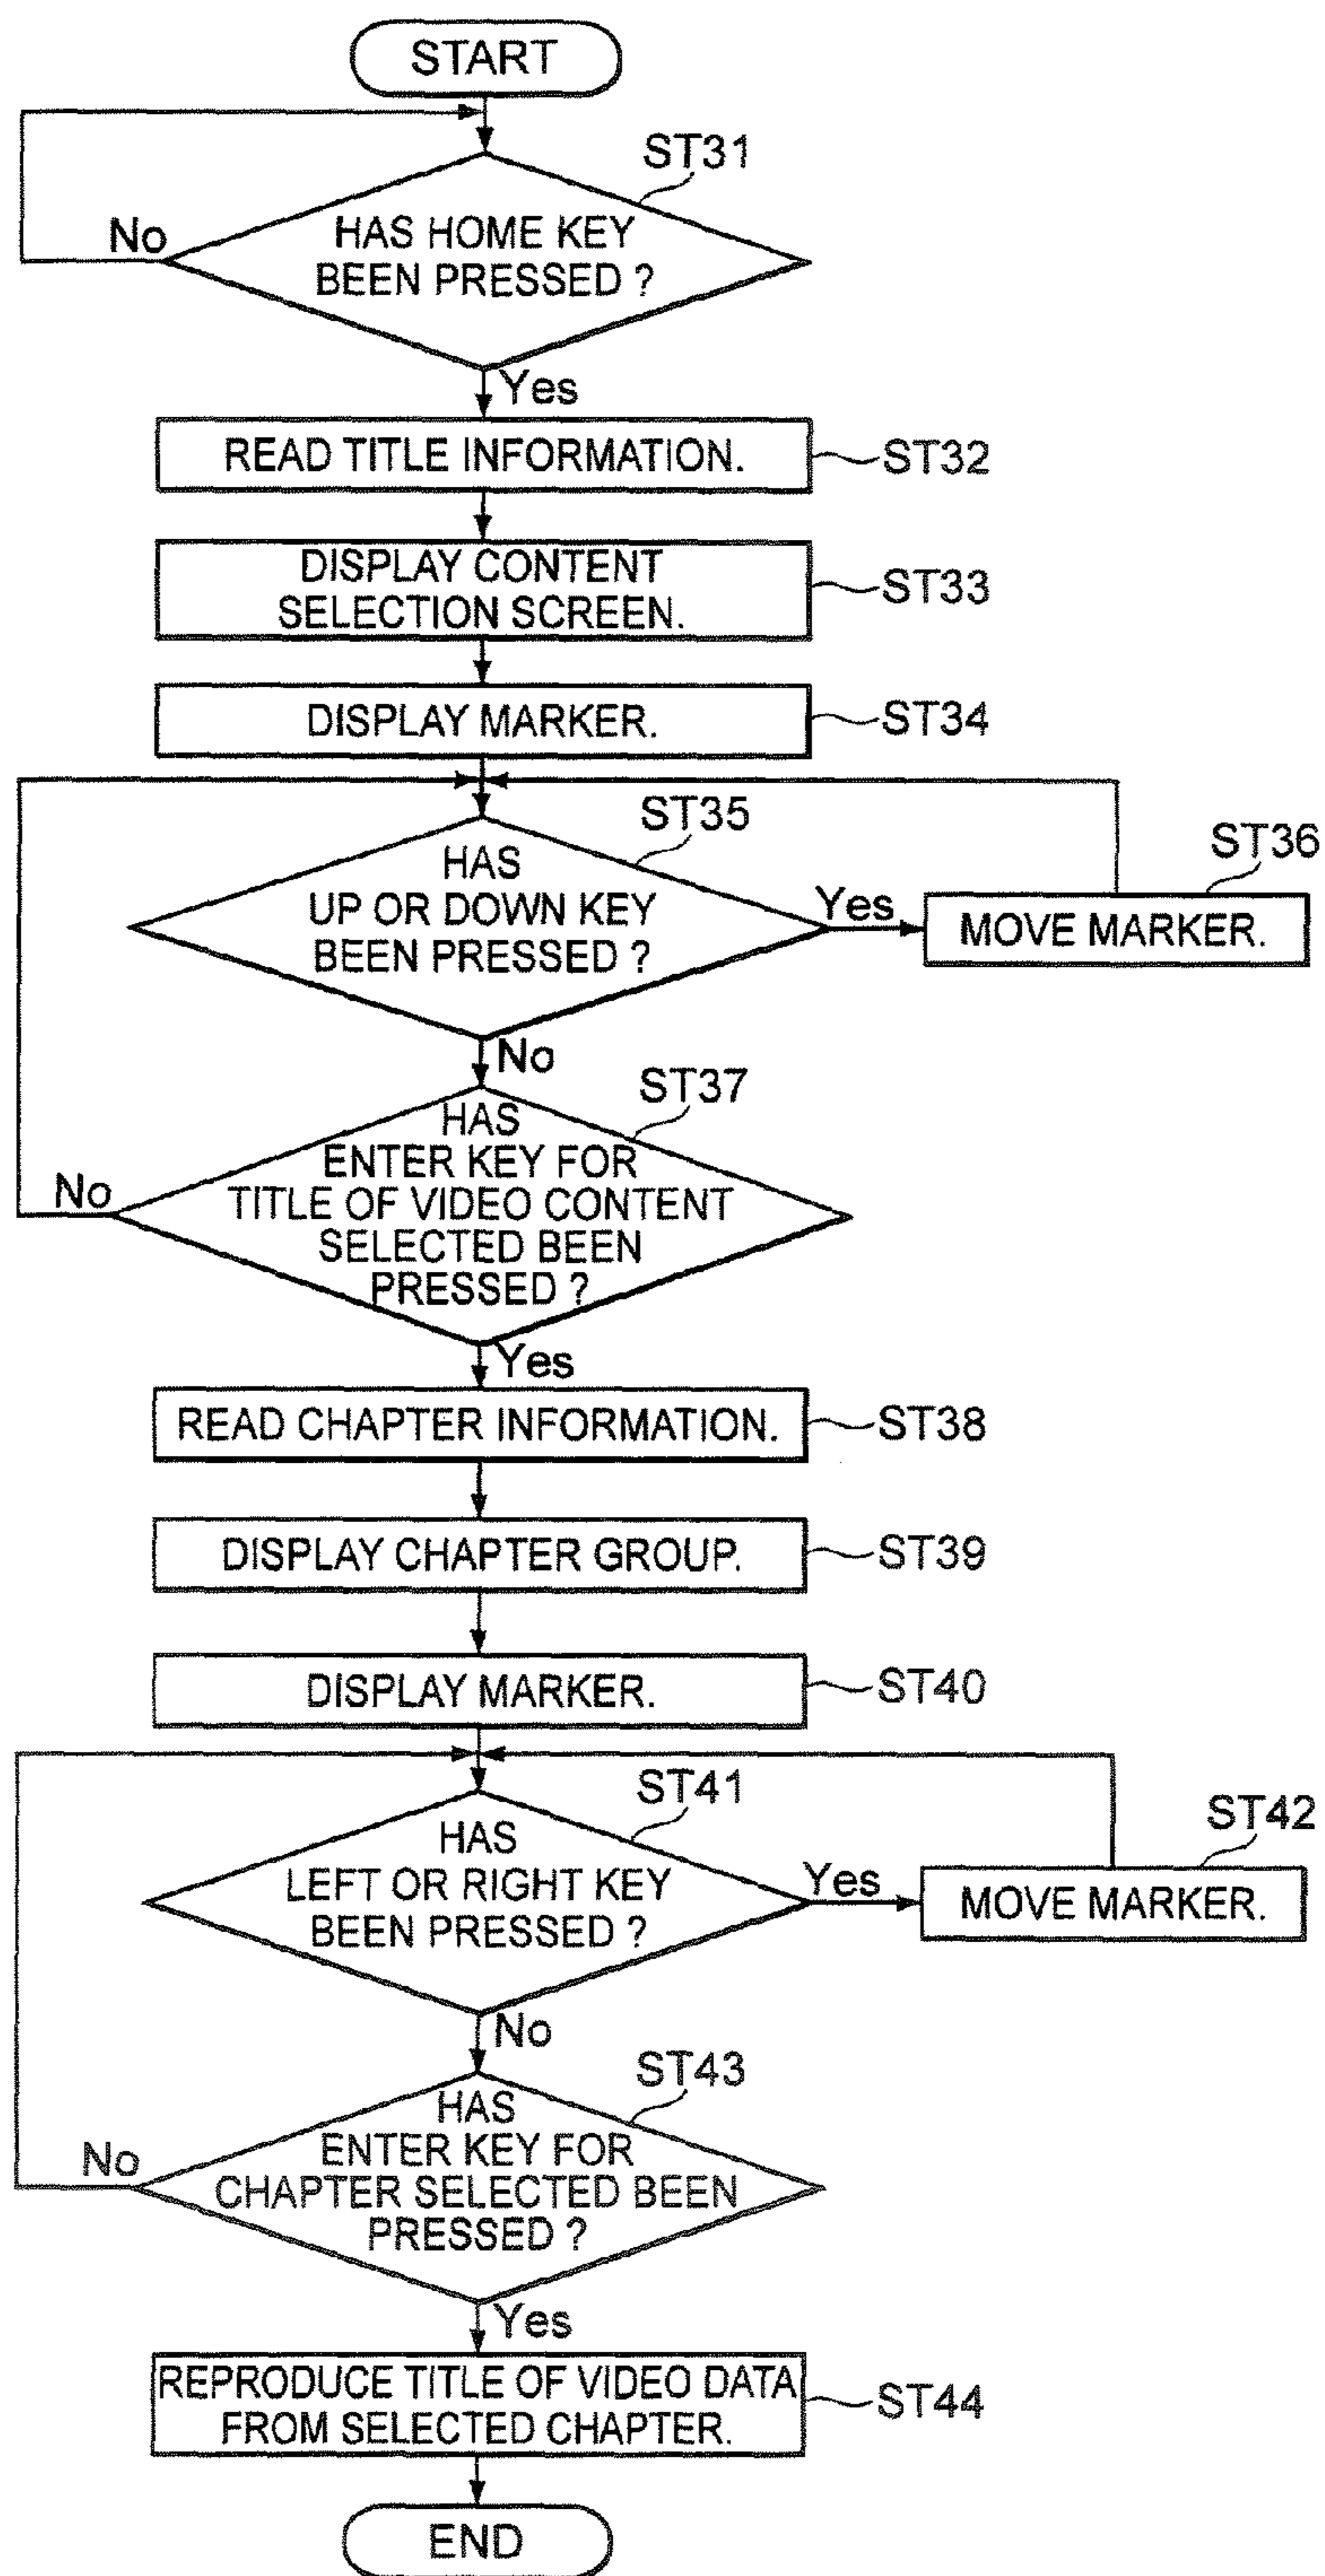 START
ST31
HAS HOME KEY
BEEN PRESSED ?
No
Yes
READ TITLE INFORMATION.
ST32
DISPLAY CONTENT
SELECTION SCREEN.
ST33
DISPLAY MARKER.
ST34
ST35
HAS
UP OR DOWN KEY
BEEN PRESSED ?
Yes
ST36
MOVE MARKER.
No
ST37
HAS
ENTER KEY FOR
TITLE OF VIDEO CONTENT
SELECTED BEEN
PRESSED ?
No
Yes
READ CHAPTER INFORMATION.
ST38
DISPLAY CHAPTER GROUP.
ST39
DISPLAY MARKER.
ST40
ST41
HAS
LEFT OR RIGHT KEY
BEEN PRESSED ?
Yes
ST42
MOVE MARKER.
No
ST43
HAS
ENTER KEY FOR
CHAPTER SELECTED BEEN
PRESSED ?
No
Yes
REPRODUCE TITLE OF VIDEO DATA
FROM SELECTED CHAPTER.
ST44
END